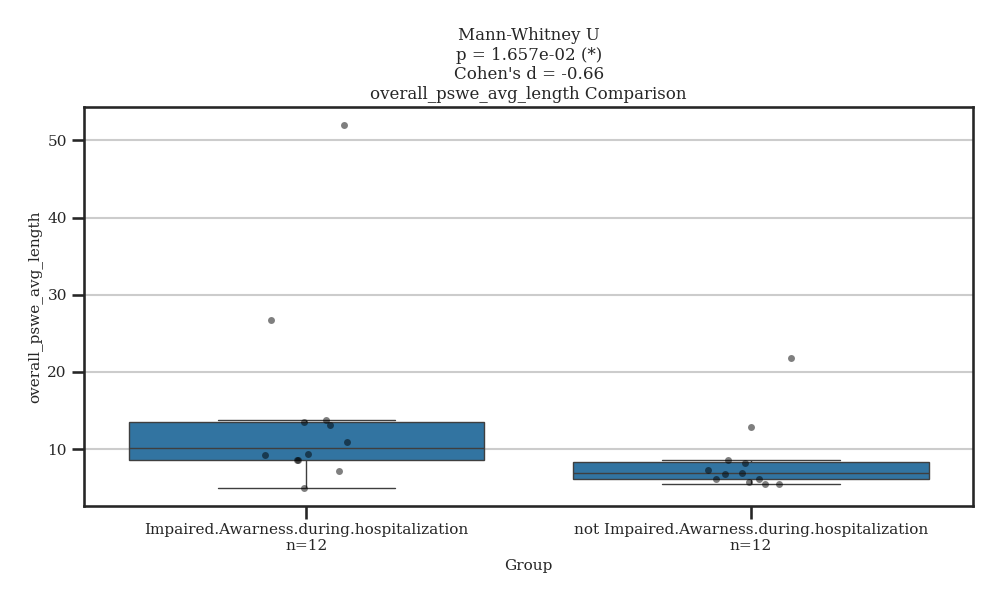 Mann-Whitney U
p = 1.657e-02 (*)
Cohen's d = -0.66
overall_pswe_avg_length Comparison
overall_pswe_avg_length
50
40
30
20
10
Impaired.Awarness.during.hospitalization
n=12
not Impaired.Awarness.during.hospitalization
n=12
Group